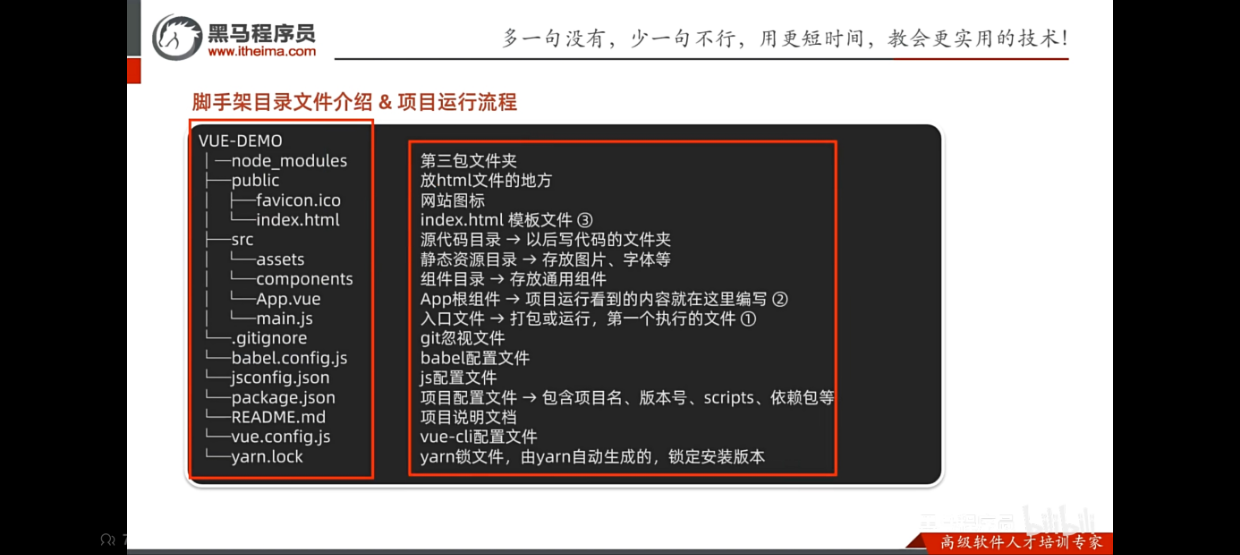 黑马程序员
www.itheima.com
多一句没有，少一句不行，用更短时间，教会更实用的技术！
脚手架目录文件介绍 & 项目运行流程
VUE-DEMO
│─node_modules 第三包文件夹
├──public 放html文件的地方
│ ├──favicon.ico 网站图标
│ └──index.html index.html 模板文件 ③
├──src 源代码目录 → 以后写代码的文件夹
│ └──assets 静态资源目录 → 存放图片、字体等
│ └──components 组件目录 → 存放通用组件
│ └──App.vue App根组件 → 项目运行看到的内容就在这里编写 ②
│ └──main.js 入口文件 → 打包或运行，第一个执行的文件 ①
└──.gitignore git忽视文件
└──babel.config.js babel配置文件
└──jsconfig.json js配置文件
└──package.json 项目配置文件 → 包含项目名、版本号、scripts、依赖包等
└──README.md 项目说明文档
└──vue.config.js vue-cli配置文件
└──yarn.lock yarn锁文件，由yarn自动生成的，锁定安装版本
bilibili
高级软件人才培训专家